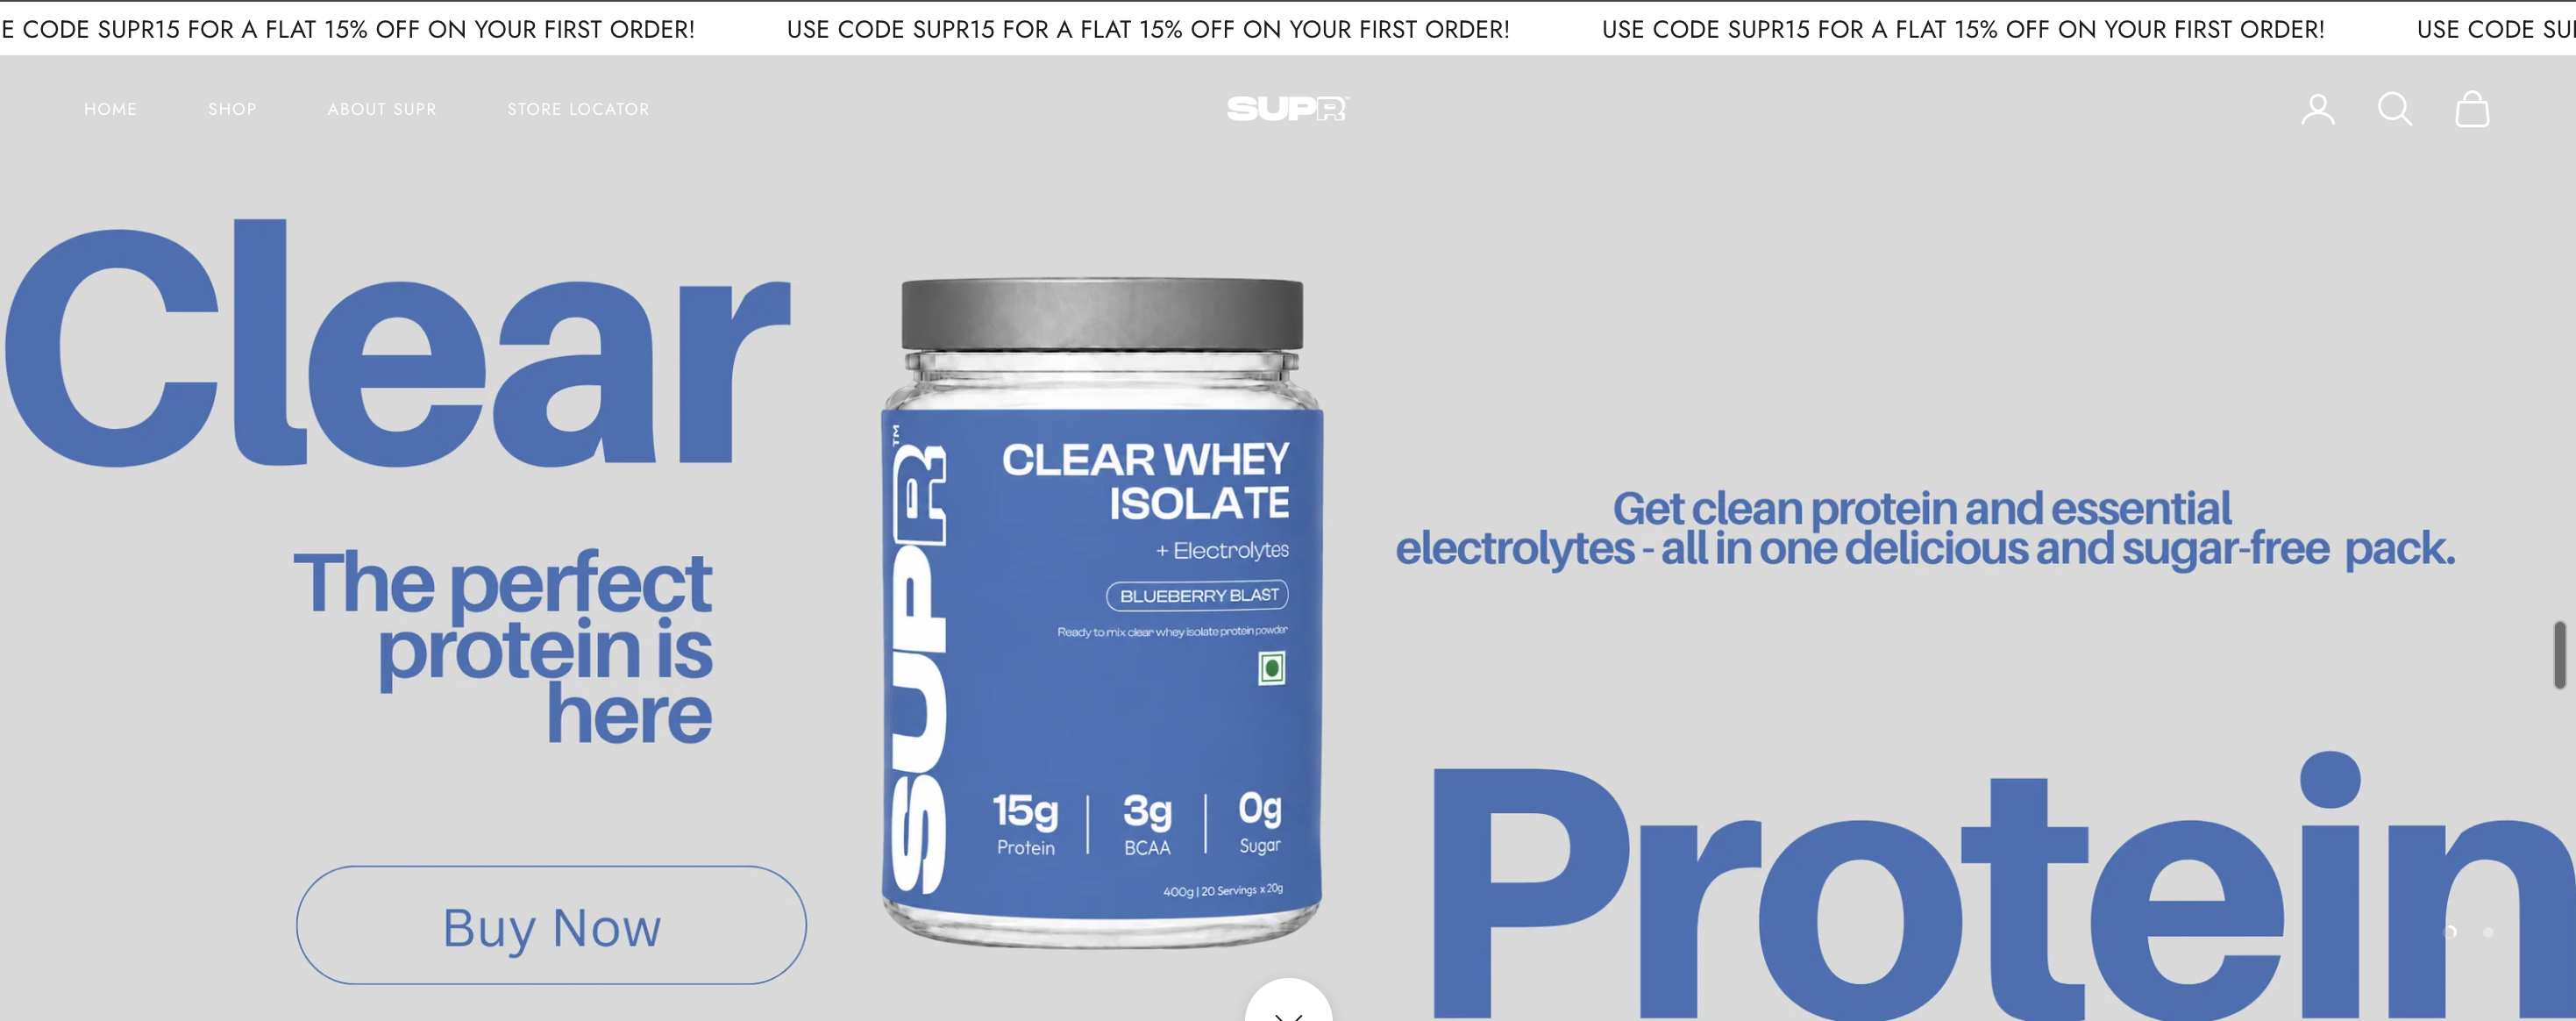 E CODE SUPR15 FOR A FLAT 15% OFF ON YOUR FIRST ORDER! USE CODE SUPR15 FOR A FLAT 15% OFF ON YOUR FIRST ORDER! USE CODE SUPR15 FOR A FLAT 15% OFF ON YOUR FIRST ORDER! USE CODE SU
HOME SHOP ABOUT SUPR STORE LOCATOR SUPR™
Clear
The perfect
protein is
here
Buy Now
SUPR™
CLEAR WHEY
ISOLATE
+ Electrolytes
BLUEBERRY BLAST
Ready to mix clear whey isolate protein powder
15g 3g 0g
Protein BCAA Sugar
400g | 20 Servings x 20g
Get clean protein and essential
electrolytes - all in one delicious and sugar-free pack.
Protein